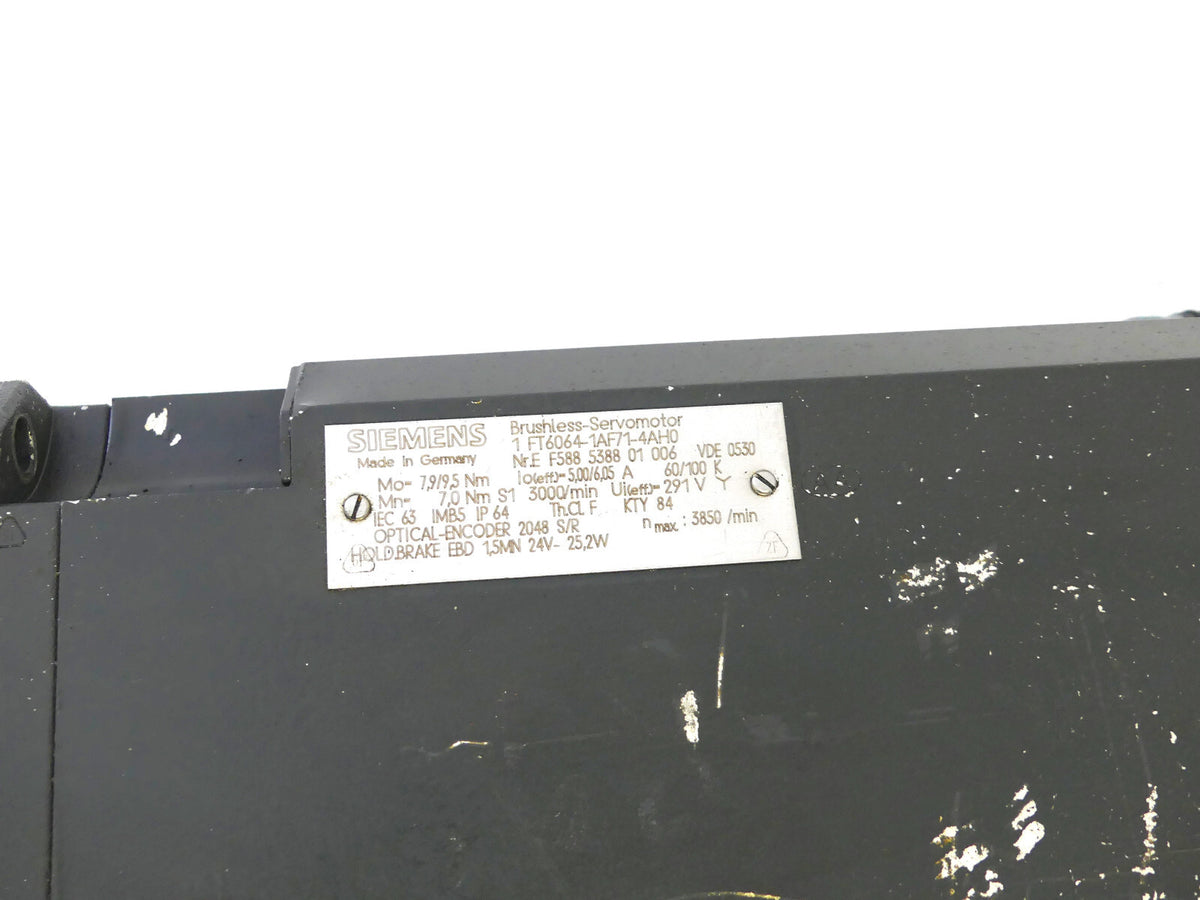 SIEMENS
Made in Germany
Brushless-Servomotor
1 FT6064-1AF71-4AH0
Nr.E F588 5388 01 006 VDE 0530
Mo= 7,9/9,5 Nm Io(eff)= 5,00/6,05 A 60/100 K
Mn= 7,0 Nm S1 3000/min Ui(eff)= 291 V Y
IEC 63 IMB5 IP 64 Th.Cl. F KTY 84
OPTICAL-ENCODER 2048 S/R n max. : 3850 /min
HOLD.BRAKE EBD 1,5MN 24V- 25,2W